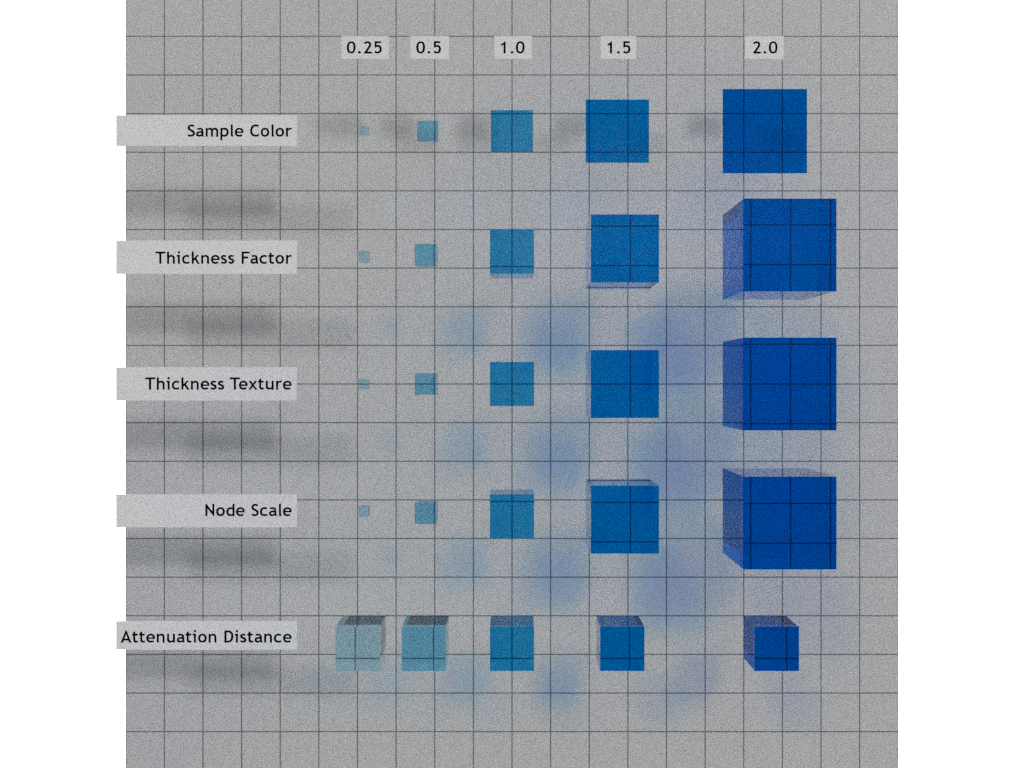 0.25 0.5 1.0 1.5 2.0
Sample Color
Thickness Factor
Thickness Texture
Node Scale
Attenuation Distance